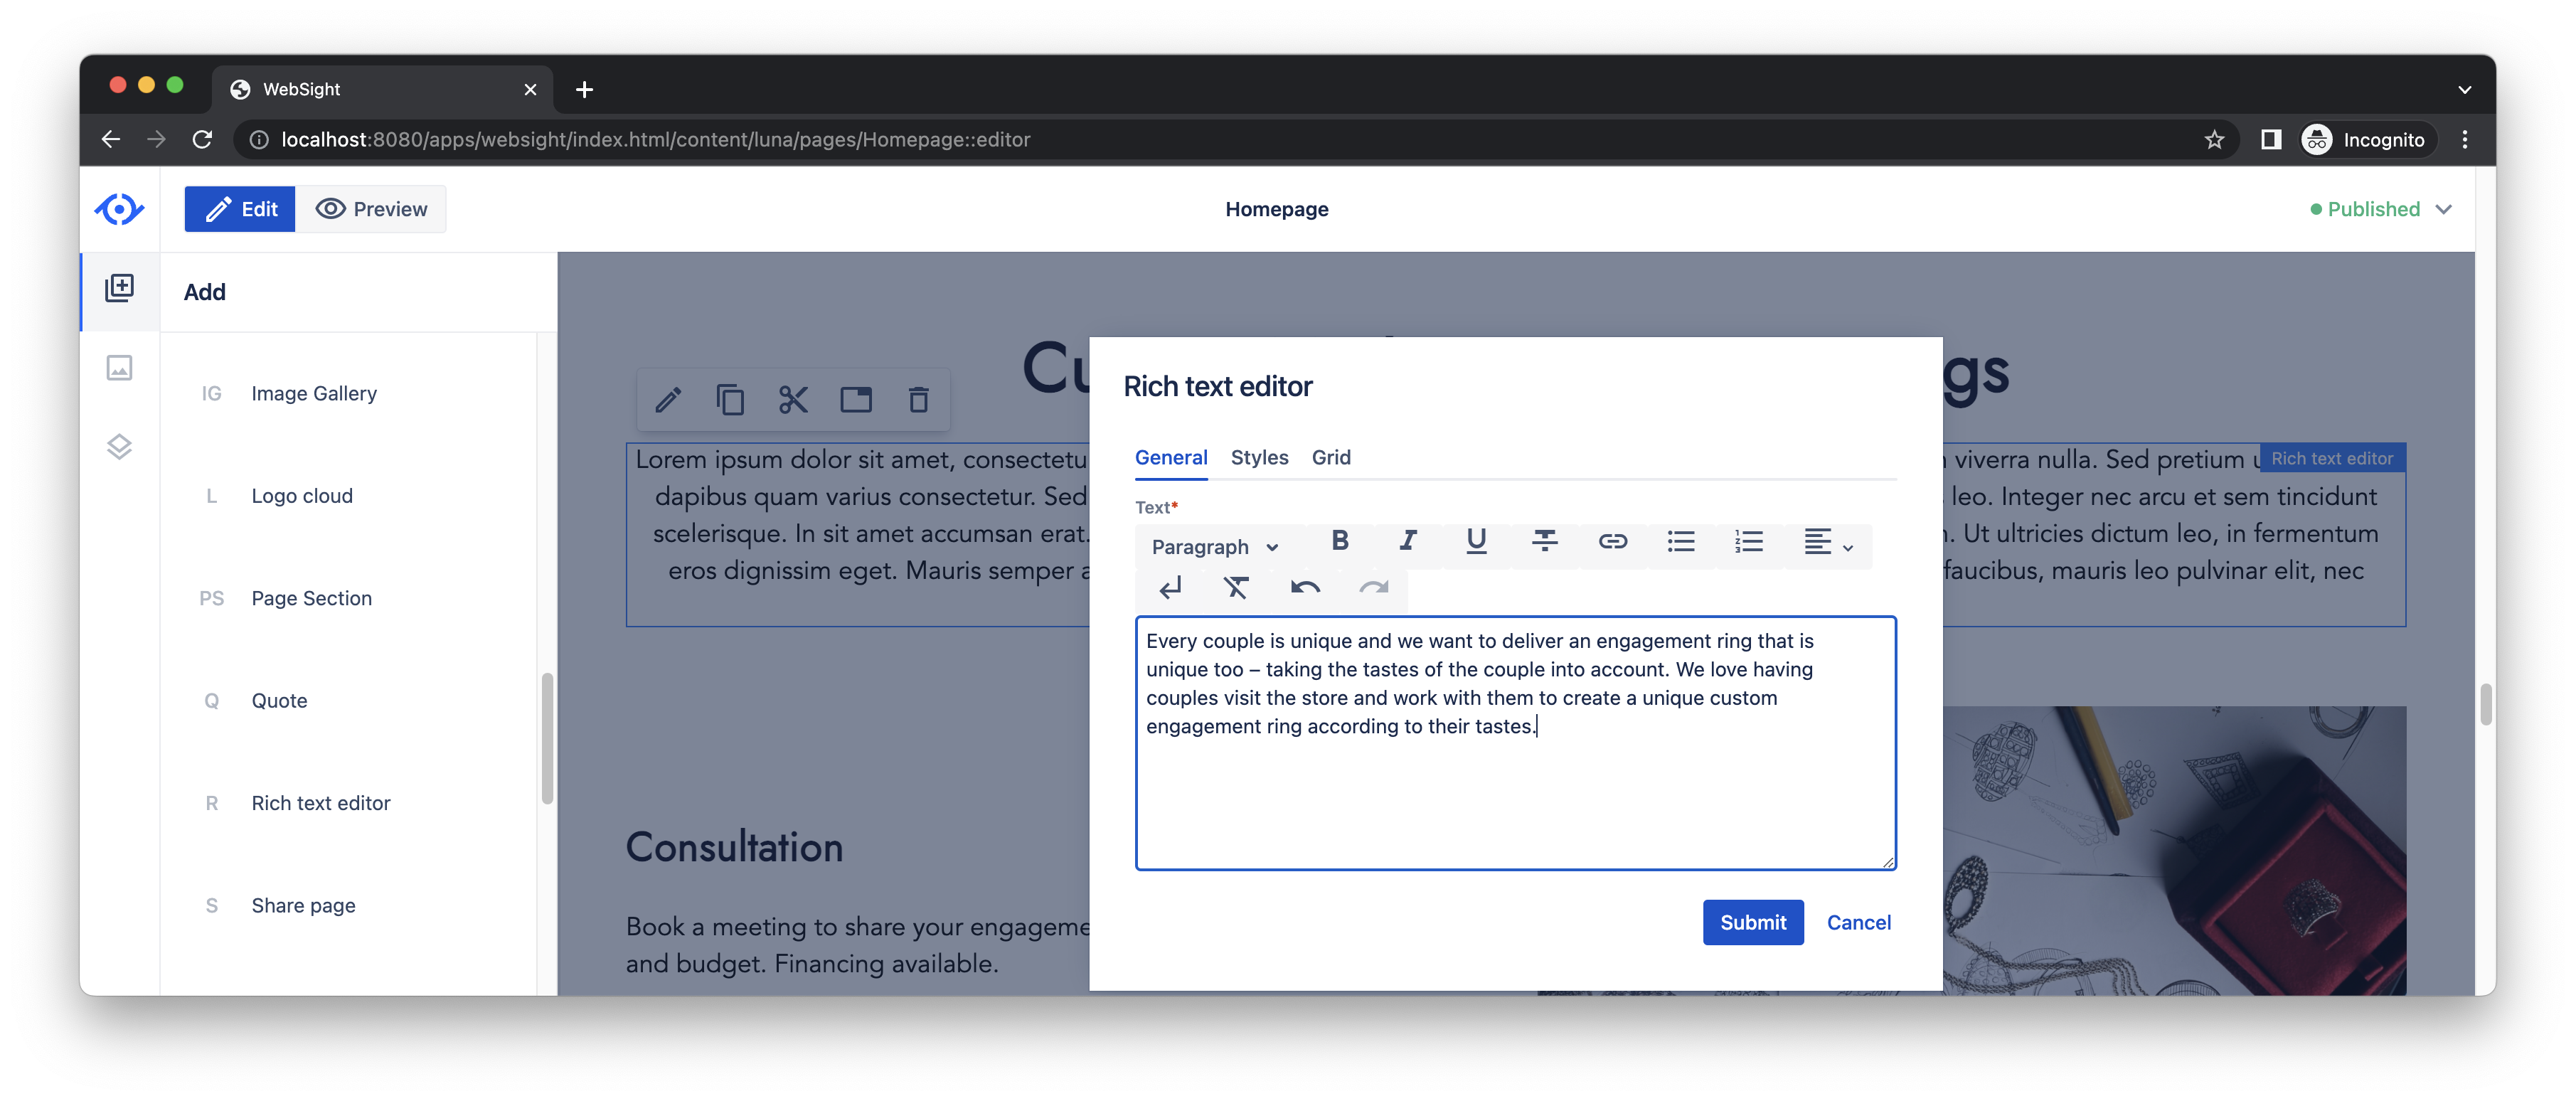 WebSight
localhost:8080/apps/websight/index.html/content/luna/pages/Homepage::editor
Incognito
Edit
Preview
Homepage
Published
Add
IG Image Gallery
L Logo cloud
PS Page Section
Q Quote
R Rich text editor
S Share page
Rich text editor
General Styles Grid
Text*
Paragraph
Every couple is unique and we want to deliver an engagement ring that is
unique too – taking the tastes of the couple into account. We love having
couples visit the store and work with them to create a unique custom
engagement ring according to their tastes.
Submit
Cancel
Lorem ipsum dolor sit amet,
dapibus quam varius consectetur. Sed
scelerisque. In sit amet accumsan erat.
eros dignissim eget. Mauris semper
viverra nulla. Sed pretium
Rich text editor
leo. Integer nec arcu et sem tincidunt
. Ut ultricies dictum leo, in fermentum
faucibus, mauris leo pulvinar elit, nec
Consultation
Book a meeting to share your
and budget. Financing available.